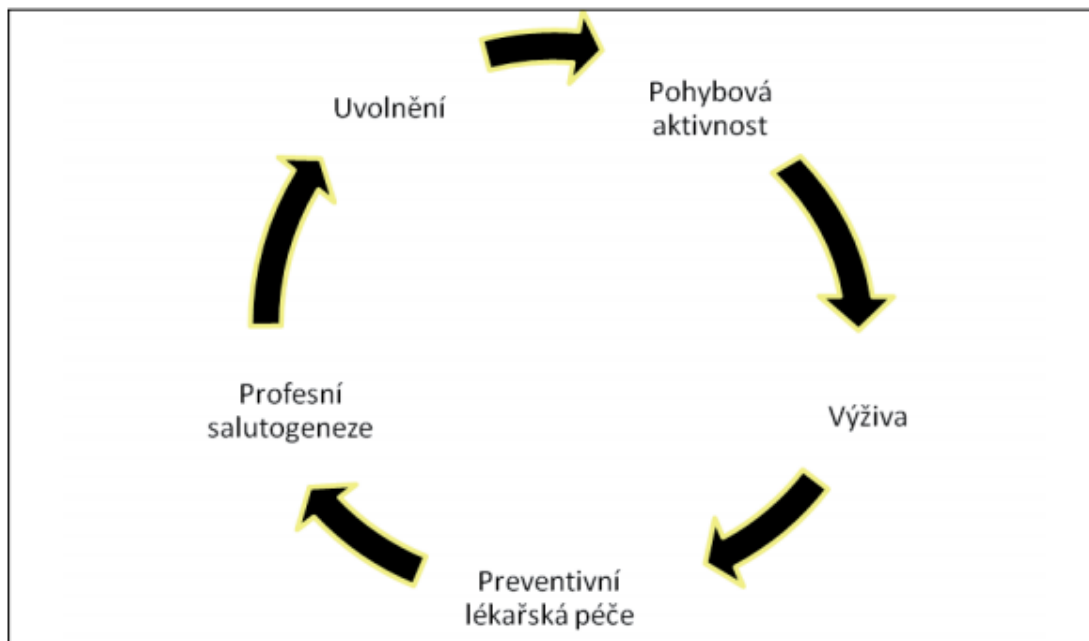 Uvolnění
Pohybová
aktivnost
Výživa
Preventivní
lékařská péče
Profesní
salutogeneze